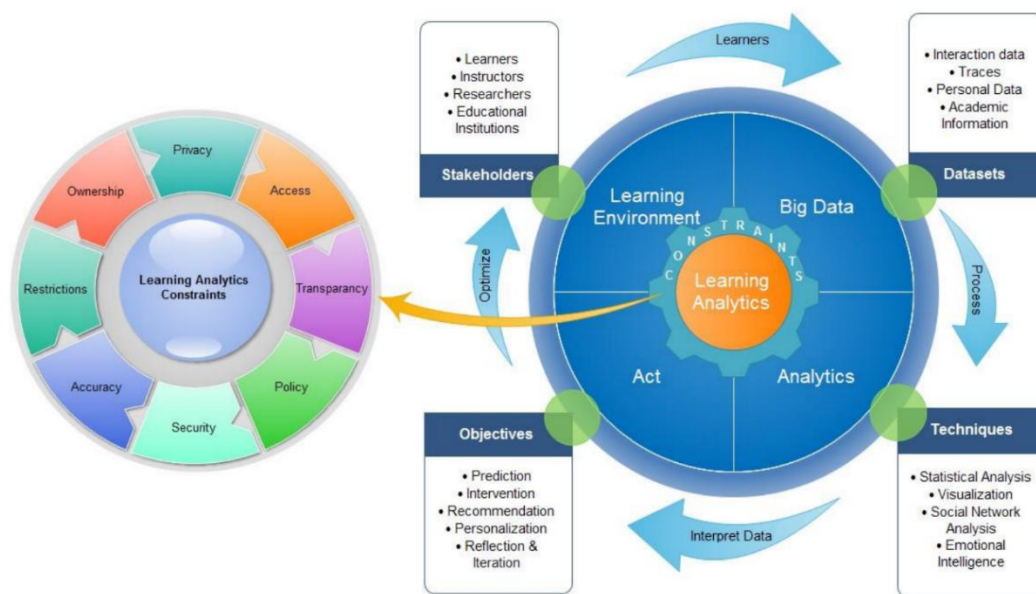 Privacy
Access
Transparancy
Policy
Security
Accuracy
Restrictions
Ownership
Learning Analytics
Constraints
• Learners
• Instructors
• Researchers
• Educational
Institutions
Stakeholders
Learners
• Interaction data
• Traces
• Personal Data
• Academic
Information
Datasets
Learning
Environment
Big Data
CONSTRAINTS
Learning
Analytics
Act
Analytics
Optimize
Process
Objectives
• Prediction
• Intervention
• Recommendation
• Personalization
• Reflection &
Iteration
Interpret Data
Techniques
• Statistical Analysis
• Visualization
• Social Network
Analysis
• Emotional
Intelligence